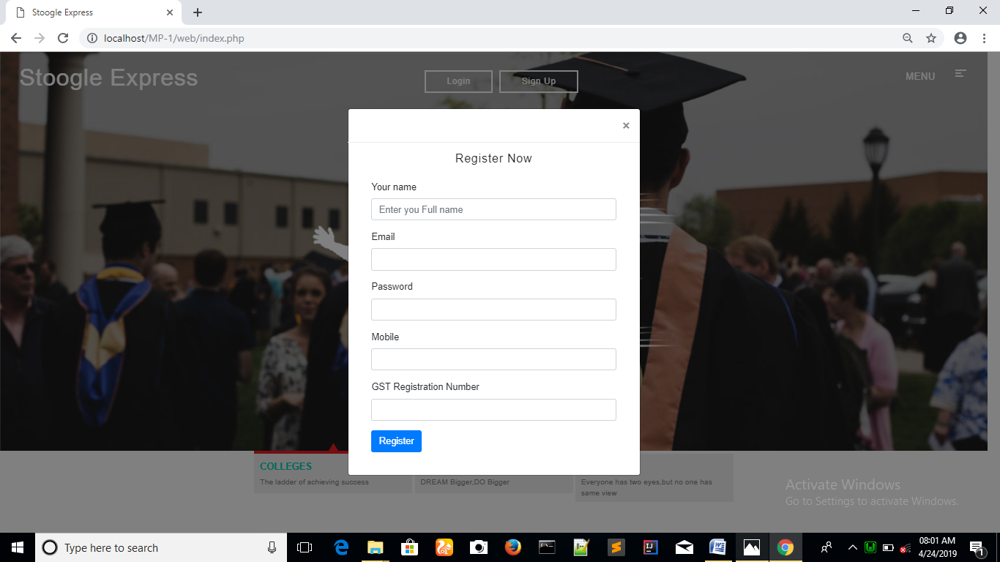 Stoogle Express
localhost/MP-1/web/index.php
Stoogle Express
Login
Sign Up
MENU
×
Register Now
Your name
Enter you Full name
Email
Password
Mobile
GST Registration Number
Register
COLLEGES
The ladder of achieving success
DREAM Bigger,DO Bigger
Everyone has two eyes,but no one has
same view
Activate Windows
Go to Settings to activate Windows.
Type here to search
08:01 AM
4/24/2019
1